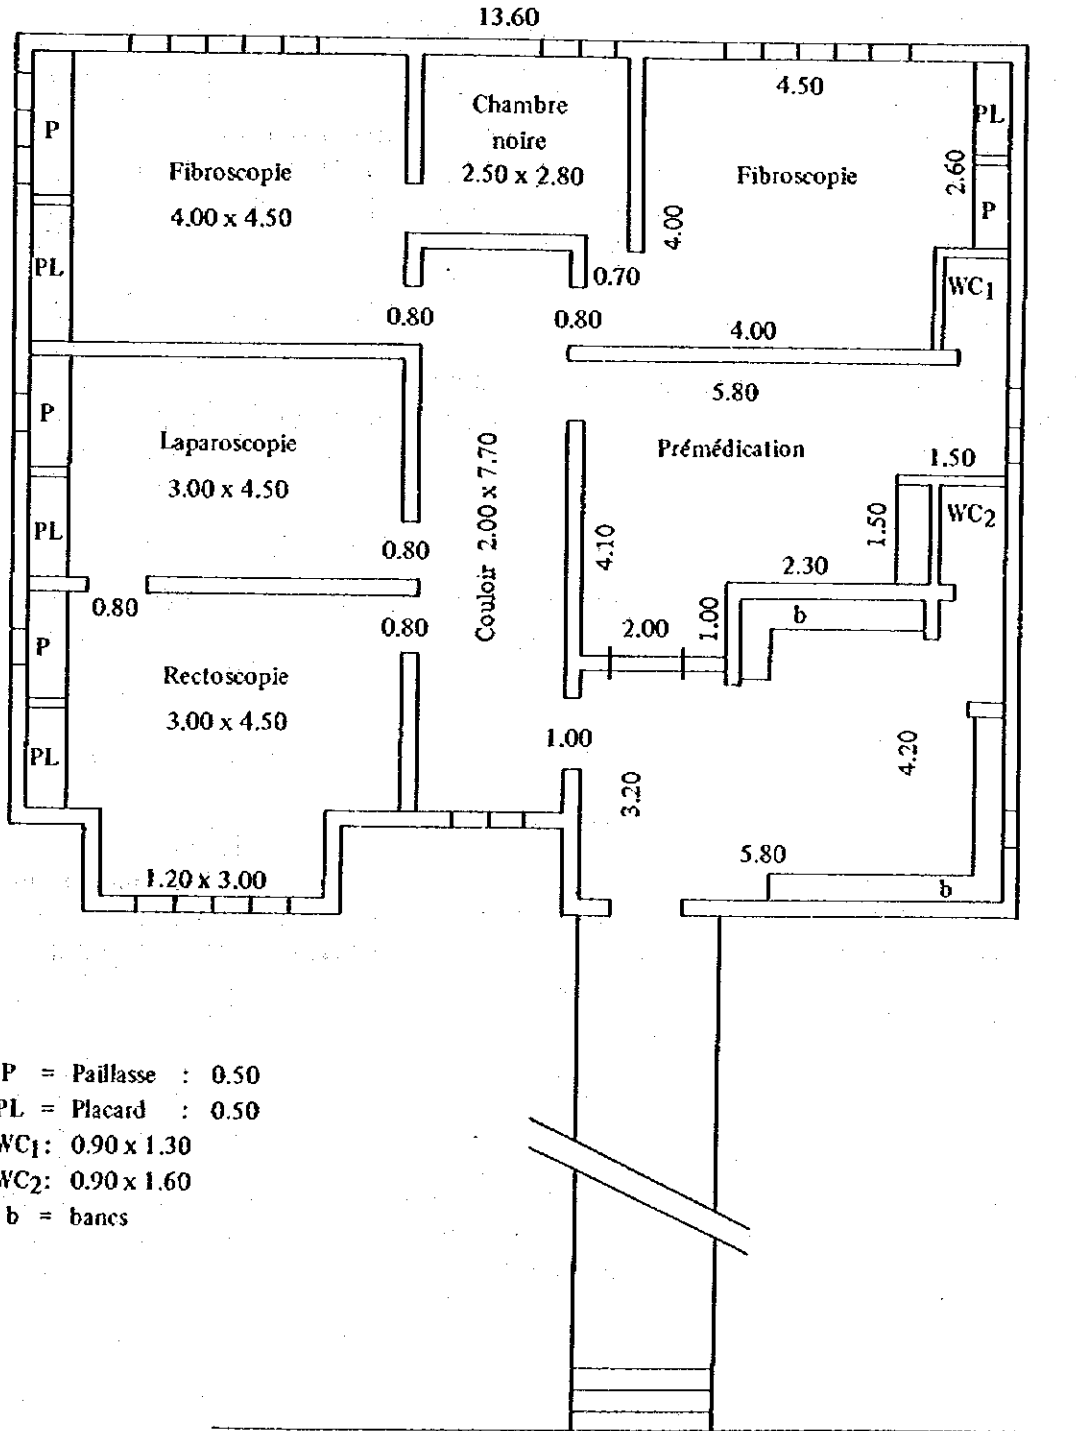 13.60
4.50
Chambre
noire
2.50 x 2.80
PL
P
Fibroscopie
4.00 x 4.50
Fibroscopie
2.60
P
4.00
PL
0.70
WC1
0.80
0.80
4.00
5.80
P
Laparoscopie
3.00 x 4.50
Prémédication
1.50
PL
Couloir 2.00 x 7.70
WC2
1.50
4.10
0.80
2.30
0.80
0.80
2.00
1.00
b
P
Rectoscopie
3.00 x 4.50
PL
1.00
4.20
3.20
5.80
1.20 x 3.00
b
P = Paillasse : 0.50
PL = Placard : 0.50
WC1: 0.90 x 1.30
WC2: 0.90 x 1.60
b = bancs